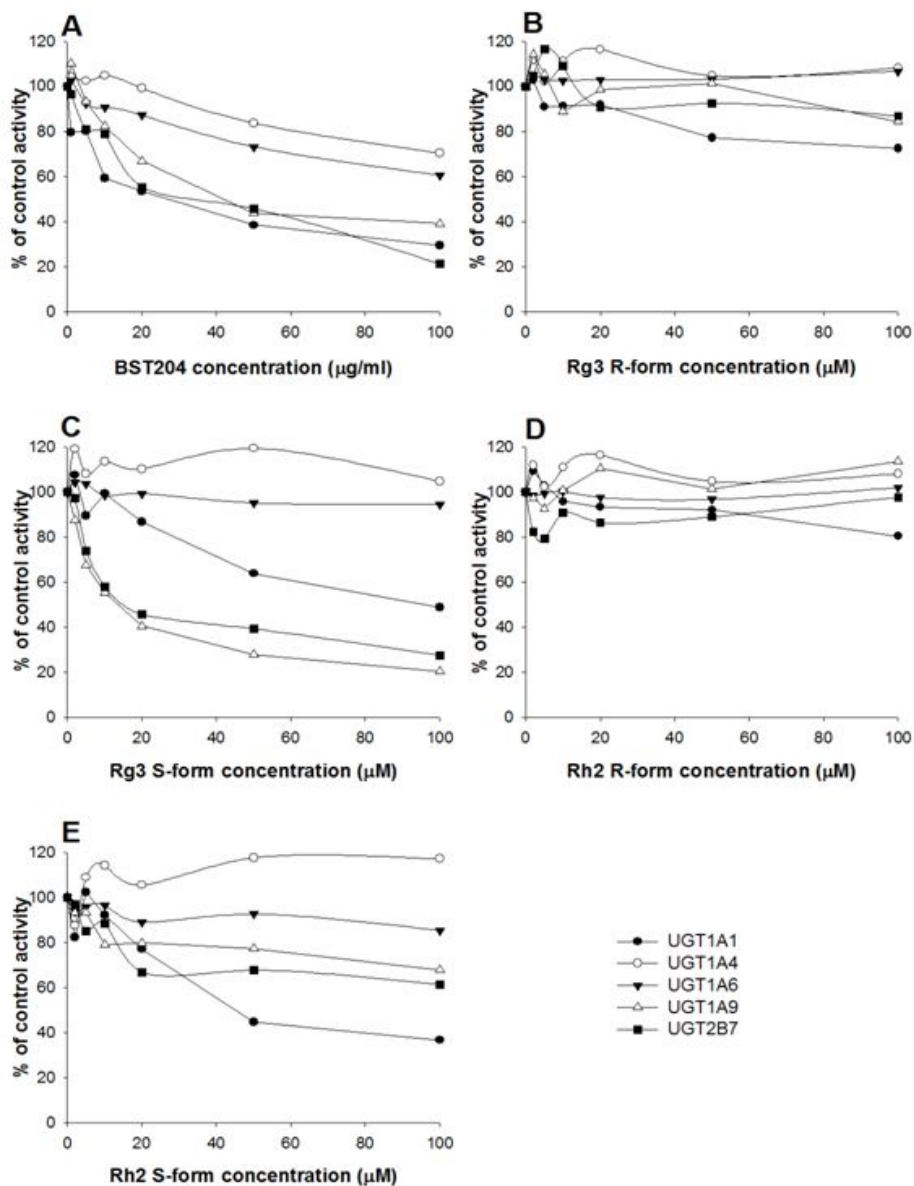 A
B
% of control activity
120
100
80
60
40
20
0
0 20 40 60 80 100
BST204 concentration (µg/ml)
% of control activity
120
100
80
60
40
20
0
0 20 40 60 80 100
Rg3 R-form concentration (µM)
C
D
% of control activity
120
100
80
60
40
20
0
0 20 40 60 80 100
Rg3 S-form concentration (µM)
% of control activity
120
100
80
60
40
20
0
0 20 40 60 80 100
Rh2 R-form concentration (µM)
E
% of control activity
120
100
80
60
40
20
0
0 20 40 60 80 100
Rh2 S-form concentration (µM)
UGT1A1
UGT1A4
UGT1A6
UGT1A9
UGT2B7